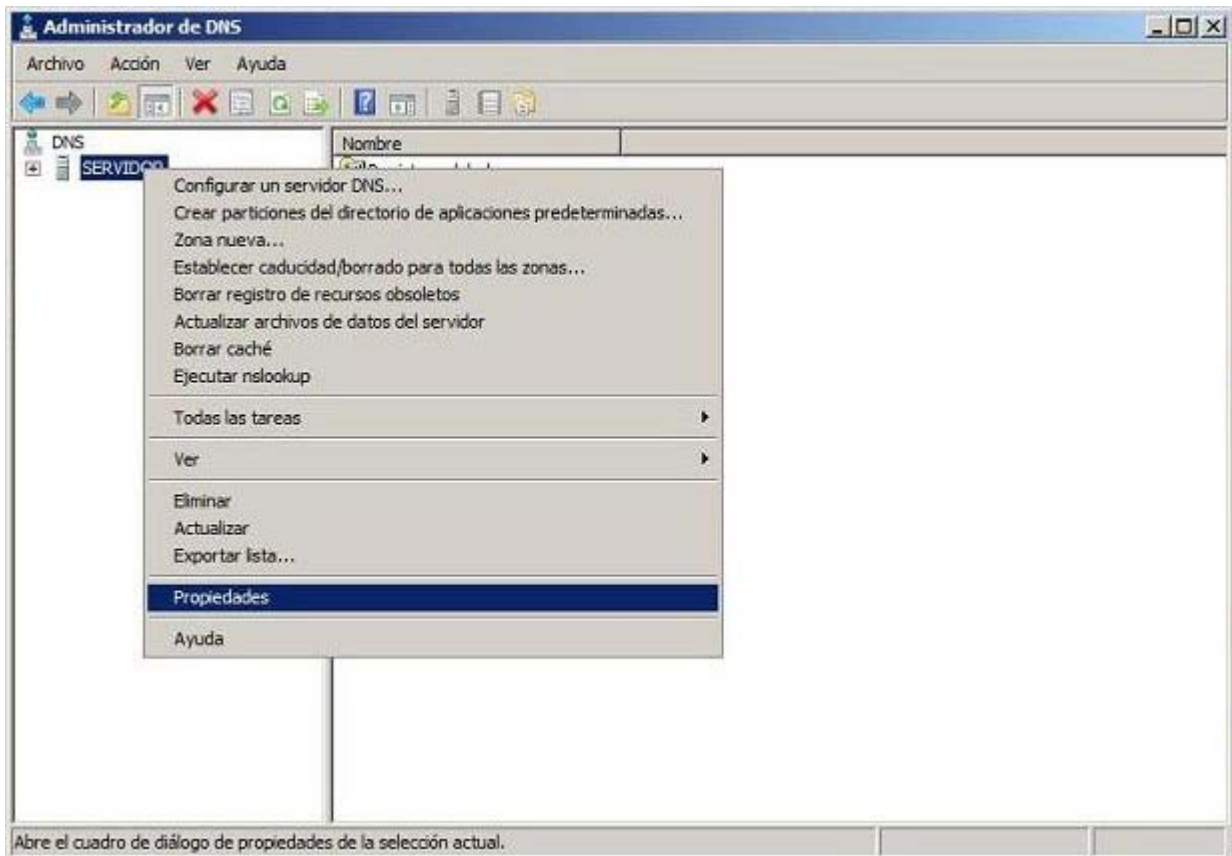 Administrador de DNS
Archivo Acción Ver Ayuda
DNS
SERVIDOR
Nombre
Configurar un servidor DNS...
Crear particiones del directorio de aplicaciones predeterminadas...
Zona nueva...
Establecer caducidad/borrado para todas las zonas...
Borrar registro de recursos obsoletos
Actualizar archivos de datos del servidor
Borrar caché
Ejecutar nslookup
Todas las tareas
Ver
Eliminar
Actualizar
Exportar lista...
Propiedades
Ayuda
Abre el cuadro de diálogo de propiedades de la selección actual.